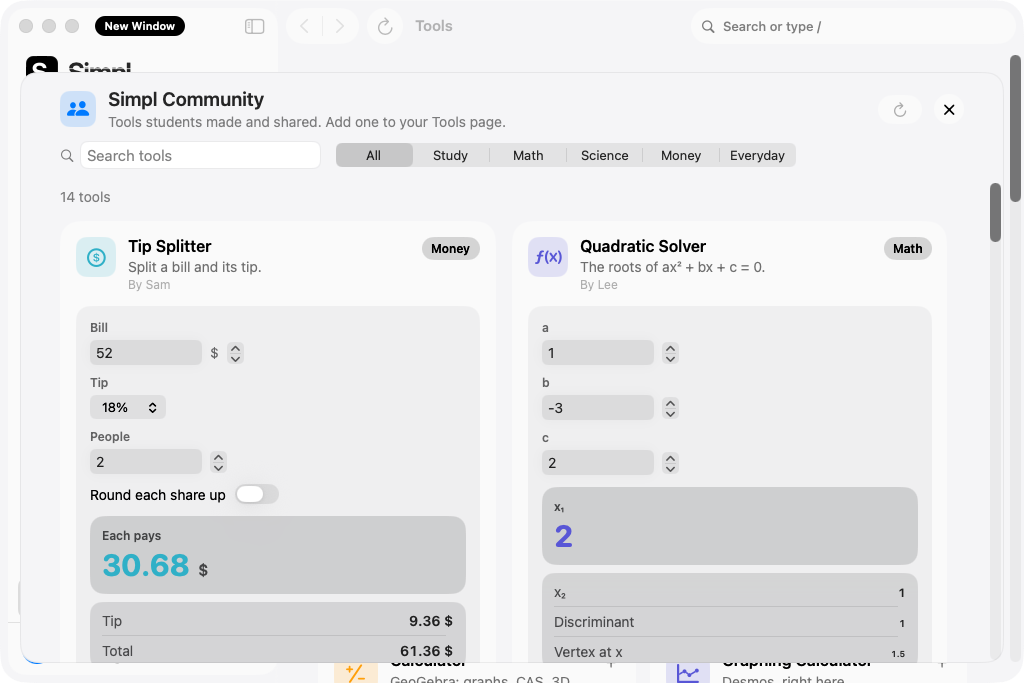 New Window
Tools
Search or type /
Simpl
Simpl Community
Tools students made and shared. Add one to your Tools page.
Search tools
All
Study
Math
Science
Money
Everyday
14 tools
$
Tip Splitter
Split a bill and its tip.
By Sam
Money
Bill
52
$
Tip
18%
People
2
Round each share up
Each pays
30.68 $
Tip
9.36 $
Total
61.36 $
f(x)
Quadratic Solver
The roots of ax² + bx + c = 0.
By Lee
Math
a
1
b
-3
c
2
x₁
2
x₂
1
Discriminant
1
Vertex at x
1.5
Calculator
GeoGebra: graphs, CAS, 3D
Graphing Calculator
Desmos, right here